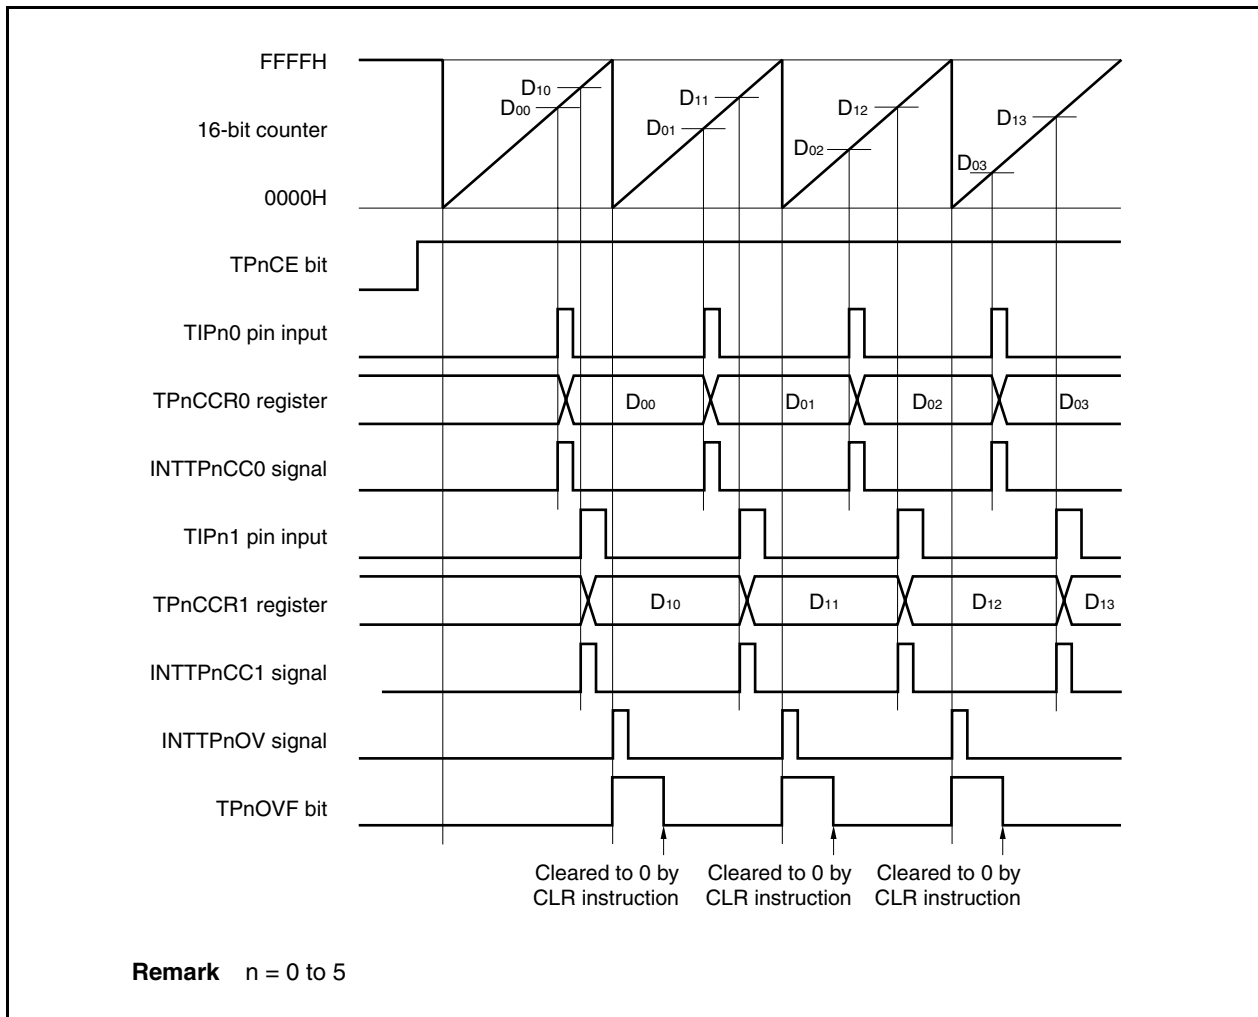 FFFFH
D10
D00
D11
D01
D12
D02
D13
D03
16-bit counter
0000H
TPnCE bit
TIPn0 pin input
TPnCCR0 register
D00
D01
D02
D03
INTTPnCC0 signal
TIPn1 pin input
TPnCCR1 register
D10
D11
D12
D13
INTTPnCC1 signal
INTTPnOV signal
TPnOVF bit
Cleared to 0 by
CLR instruction
Cleared to 0 by
CLR instruction
Cleared to 0 by
CLR instruction
Remark n = 0 to 5